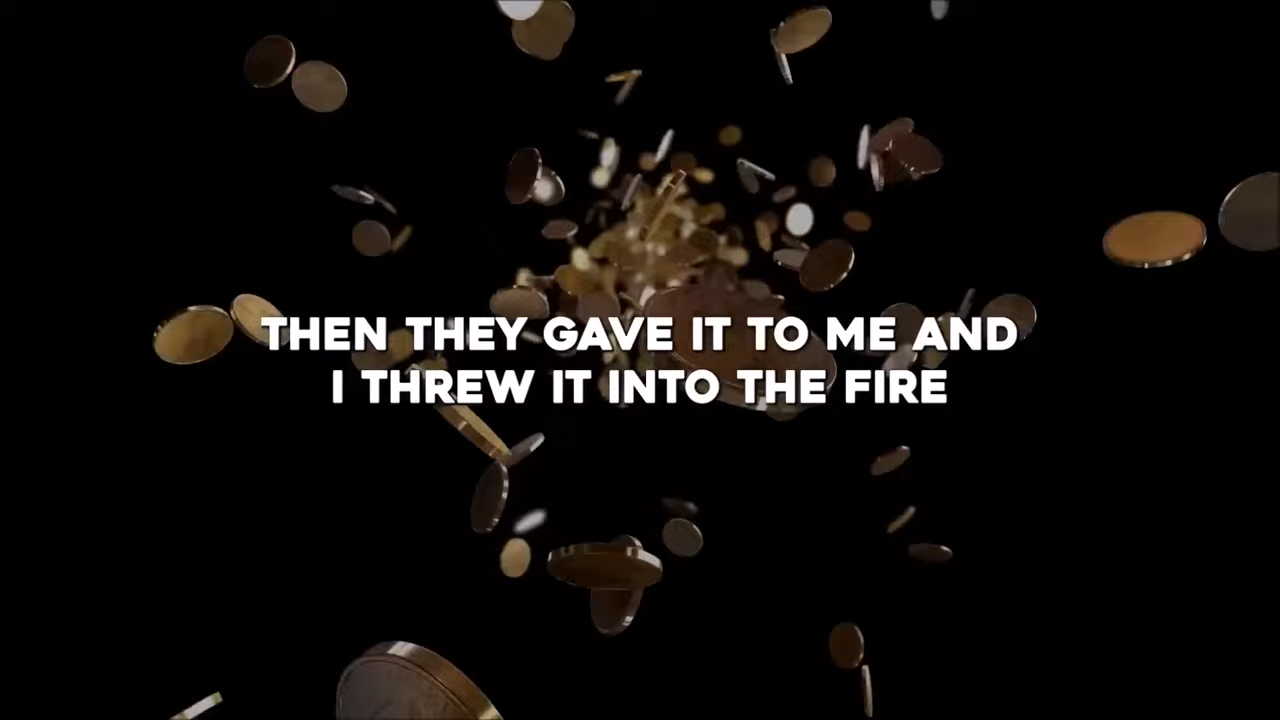 THEN THEY GAVE IT TO ME AND
I THREW IT INTO THE FIRE